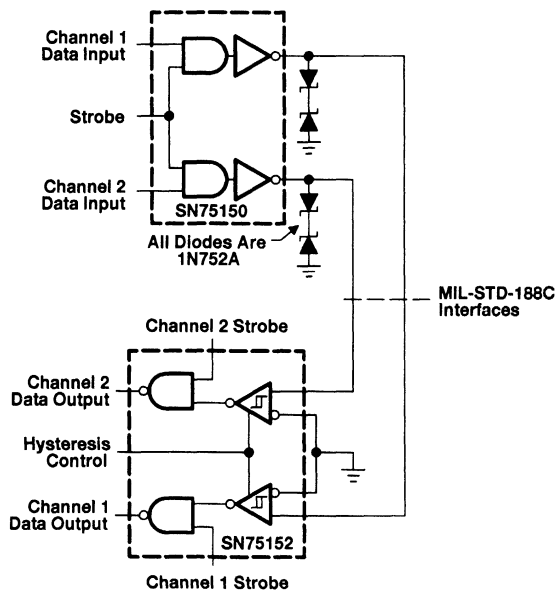 Channel 1
Data Input
Strobe
Channel 2
Data Input
SN75150
All Diodes Are
1N752A
MIL-STD-188C
Interfaces
Channel 2 Strobe
Channel 2
Data Output
Hysteresis
Control
Channel 1
Data Output
SN75152
Channel 1 Strobe